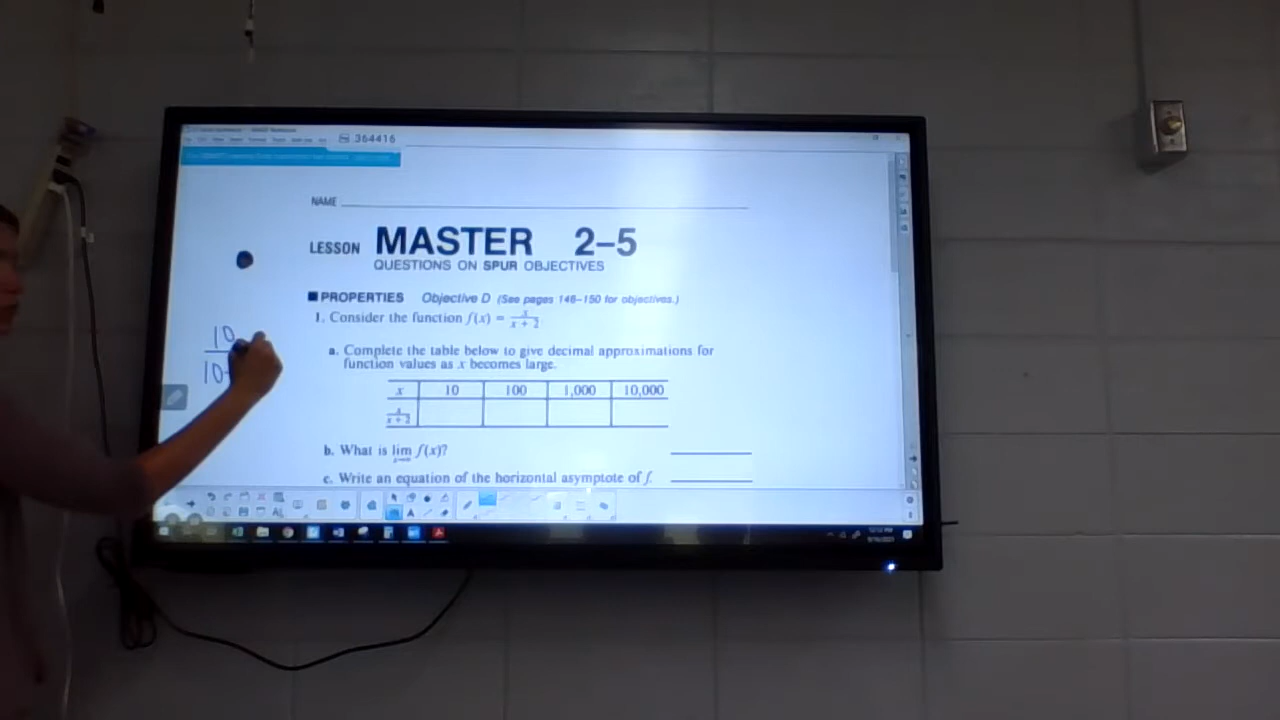 364416
NAME
LESSON MASTER 2-5
QUESTIONS ON SPUR OBJECTIVES
■ PROPERTIES Objective D (See pages 148-150 for objectives.)
1. Consider the function f(x) = x/(x + 2)
10
10+
a. Complete the table below to give decimal approximations for
function values as x becomes large.
x 10 100 1,000 10,000
x/(x + 2)
b. What is lim f(x)?
x→∞
c. Write an equation of the horizontal asymptote of f.